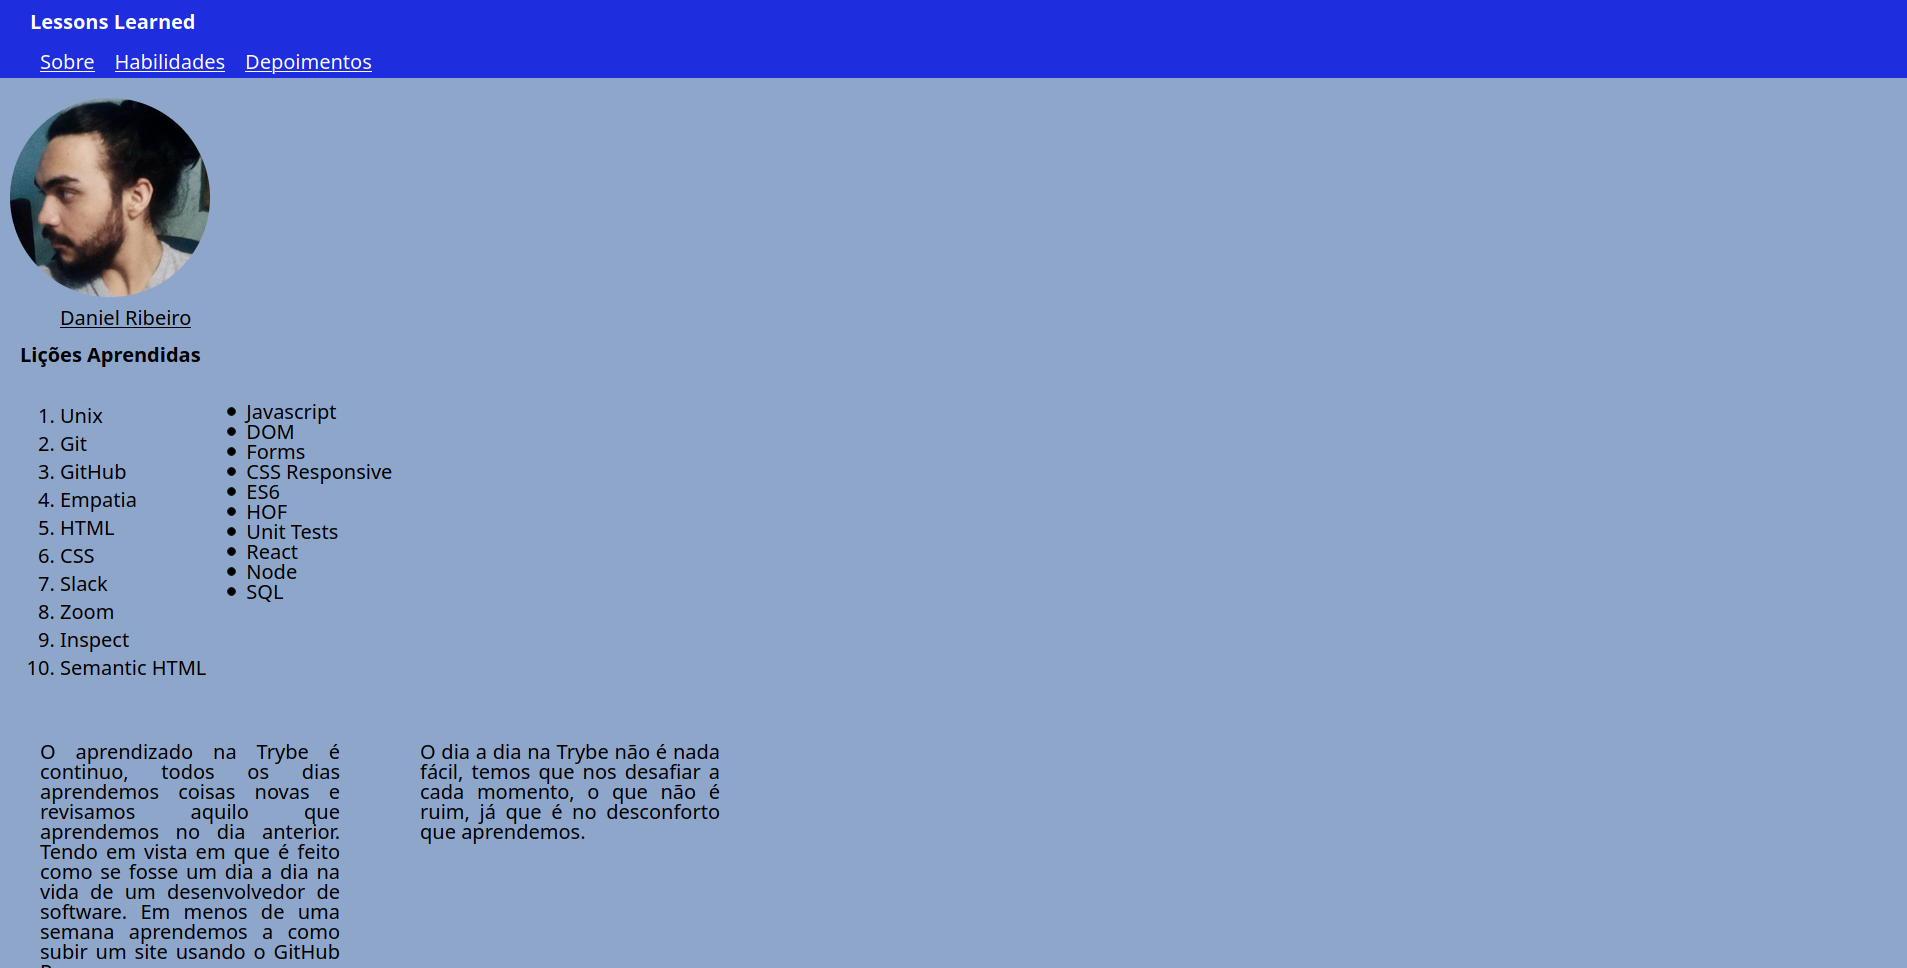 Lessons Learned
Sobre Habilidades Depoimentos
Daniel Ribeiro
Lições Aprendidas
1. Unix
2. Git
3. GitHub
4. Empatia
5. HTML
6. CSS
7. Slack
8. Zoom
9. Inspect
10. Semantic HTML
Javascript
DOM
Forms
CSS Responsive
ES6
HOF
Unit Tests
React
Node
SQL
O aprendizado na Trybe é
continuo, todos os dias
aprendemos coisas novas e
revisamos aquilo que
aprendemos no dia anterior.
Tendo em vista em que é feito
como se fosse um dia a dia na
vida de um desenvolvedor de
software. Em menos de uma
semana aprendemos a como
subir um site usando o GitHub
O dia a dia na Trybe não é nada
fácil, temos que nos desafiar a
cada momento, o que não é
ruim, já que é no desconforto
que aprendemos.